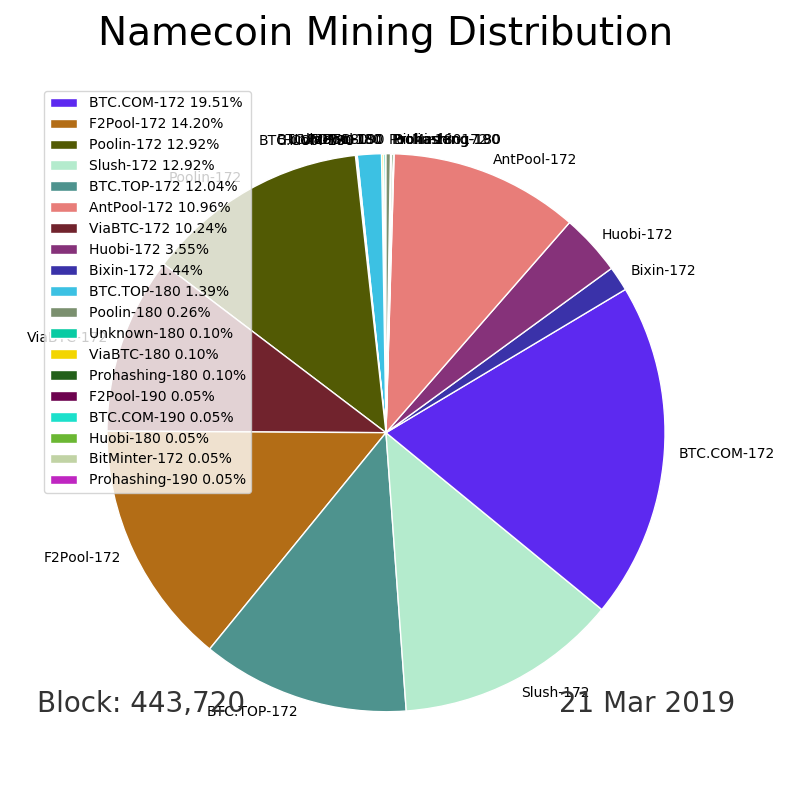 Namecoin Mining Distribution
BTC.COM-172 19.51%
F2Pool-172 14.20%
Poolin-172 12.92%
Slush-172 12.92%
BTC.TOP-172 12.04%
AntPool-172 10.96%
ViaBTC-172 10.24%
Huobi-172 3.55%
Bixin-172 1.44%
BTC.TOP-180 1.39%
Poolin-180 0.26%
Unknown-180 0.10%
ViaBTC-180 0.10%
Prohashing-180 0.10%
F2Pool-190 0.05%
BTC.COM-190 0.05%
Huobi-180 0.05%
BitMinter-172 0.05%
Prohashing-190 0.05%
AntPool-172
Poolin-172
Huobi-172
Bixin-172
ViaBTC-172
BTC.COM-172
F2Pool-172
Slush-172
BTC.TOP-172
Block: 443,720
21 Mar 2019